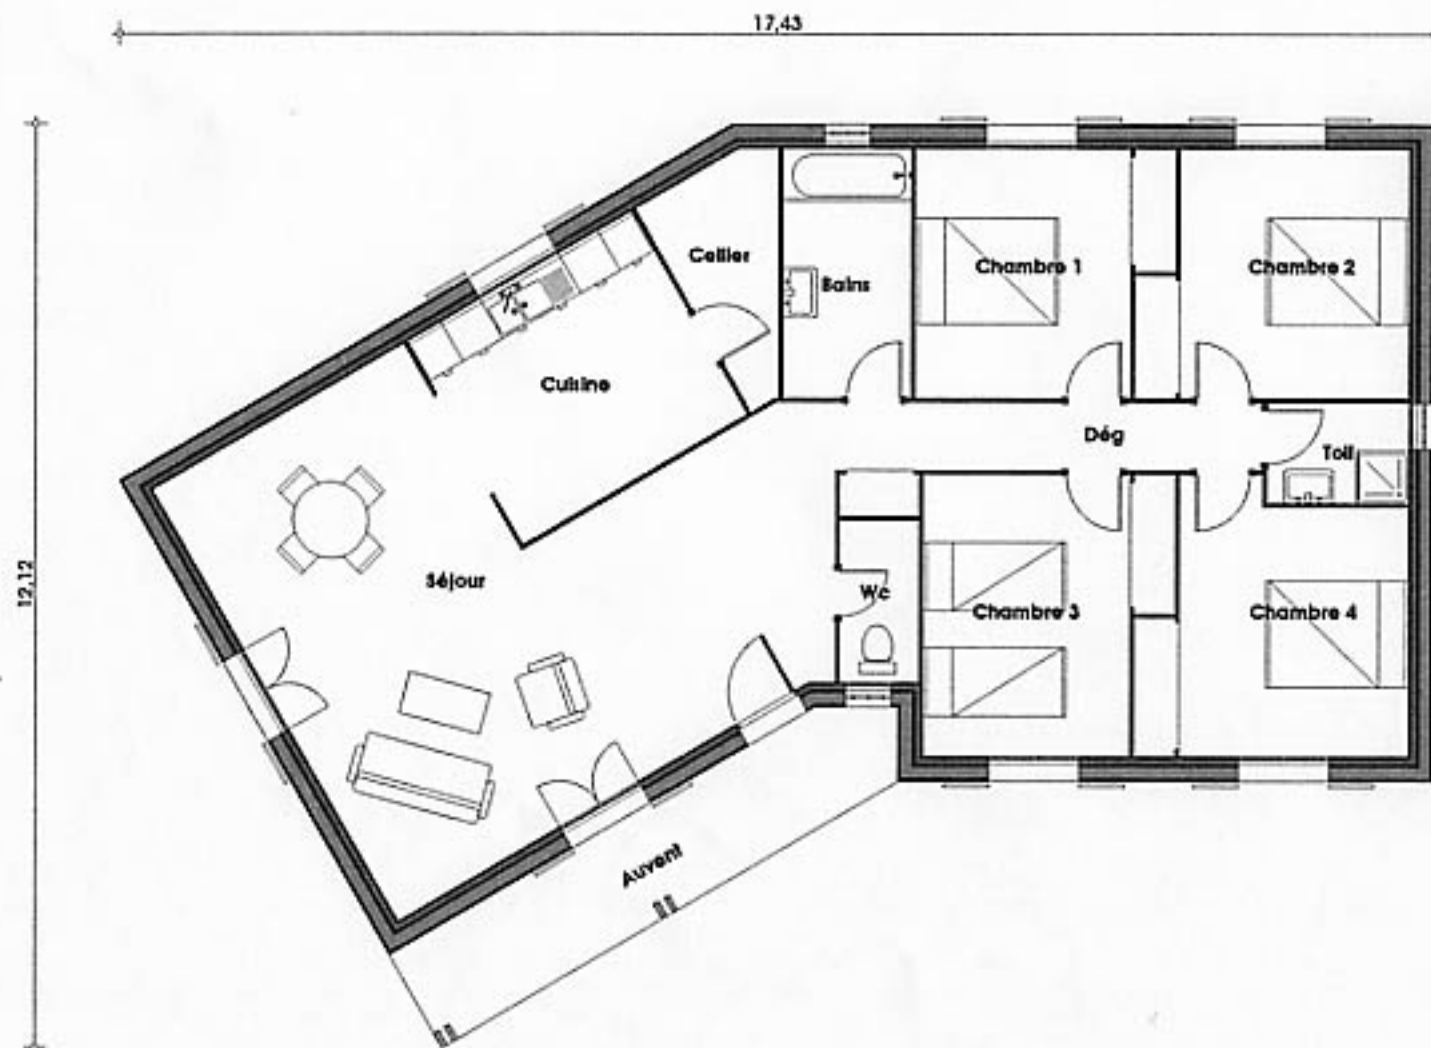 17,43
12,12
Cellier
Bains
Chambre 1
Chambre 2
Cuisine
Dég
Toil
Séjour
Wc
Chambre 3
Chambre 4
Auvent